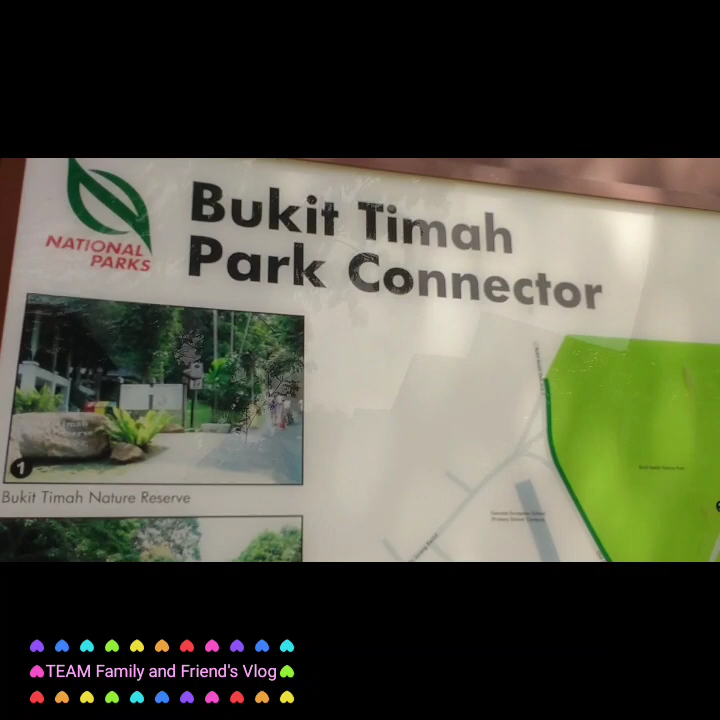 Bukit Timah
Park Connector
NATIONAL
PARKS
1
Bukit Timah Nature Reserve
TEAM Family and Friend's Vlog